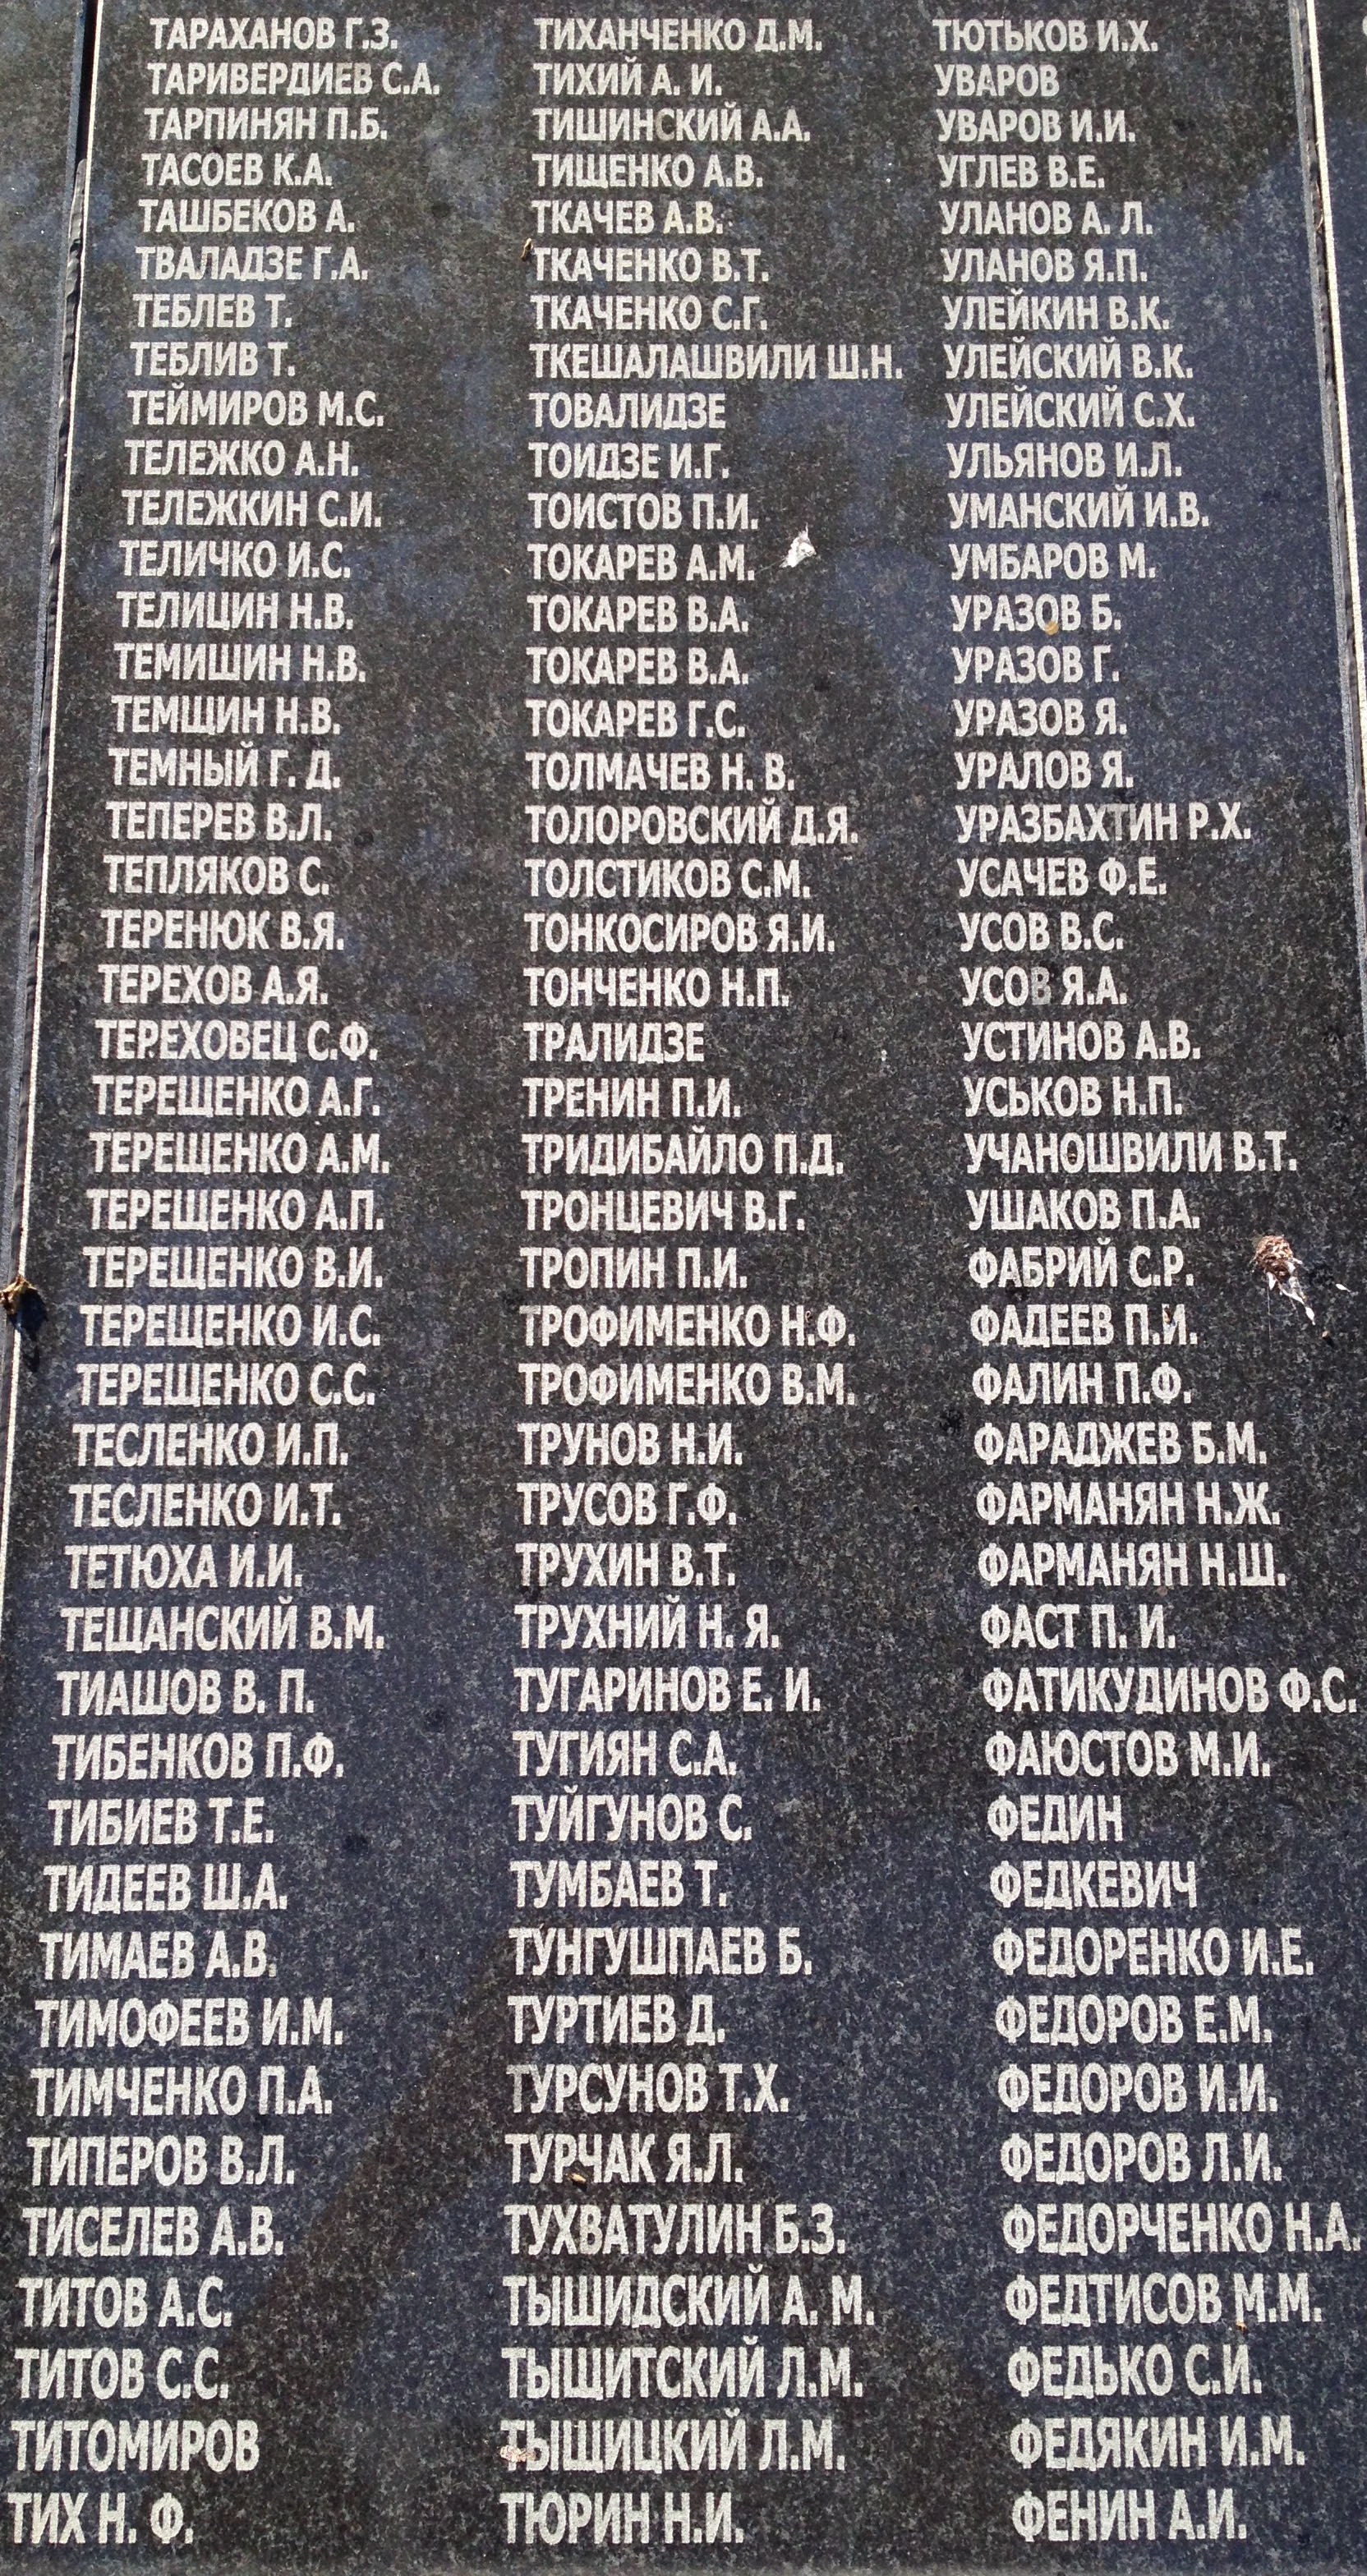 ТАРАХАНОВ Г.З.
ТАРИВЕРДИЕВ С.А.
ТАРПИНЯН П.Б.
ТАСОЕВ К.А.
ТАШБЕКОВ А.
ТВАЛАДЗЕ Г.А.
ТЕБЛЕВ Т.
ТЕБЛИВ Т.
ТЕЙМИРОВ М.С.
ТЕЛЕЖКО А.Н.
ТЕЛЕЖКИН С.И.
ТЕЛИЧКО И.С.
ТЕЛИЦИН Н.В.
ТЕМИШИН Н.В.
ТЕМЩИН Н.В.
ТЕМНЫЙ Г. Д.
ТЕПЕРЕВ В.Л.
ТЕПЛЯКОВ С.
ТЕРЕНЮК В.Я.
ТЕРЕХОВ А.Я.
ТЕРЕХОВЕЦ С.Ф.
ТЕРЕЩЕНКО А.Г.
ТЕРЕЩЕНКО А.М.
ТЕРЕЩЕНКО А.П.
ТЕРЕЩЕНКО В.И.
ТЕРЕЩЕНКО И.С.
ТЕРЕЩЕНКО С.С.
ТЕСЛЕНКО И.П.
ТЕСЛЕНКО И.Т.
ТЕТЮХА И.И.
ТЕЩАНСКИЙ В.М.
ТИАШОВ В. П.
ТИБЕНКОВ П.Ф.
ТИБИЕВ Т.Е.
ТИДЕЕВ Ш.А.
ТИМАЕВ А.В.
ТИМОФЕЕВ И.М.
ТИМЧЕНКО П.А.
ТИПЕРОВ В.Л.
ТИСЕЛЕВ А.В.
ТИТОВ А.С.
ТИТОВ С.С.
ТИТОМИРОВ
ТИХ Н. Ф.
ТИХАНЧЕНКО Д.М.
ТИХИЙ А. И.
ТИШИНСКИЙ А.А.
ТИЩЕНКО А.В.
ТКАЧЕВ А.В.
ТКАЧЕНКО В.Т.
ТКАЧЕНКО С.Г.
ТКЕШАЛАШВИЛИ Ш.Н.
ТОВАЛИДЗЕ
ТОИДЗЕ И.Г.
ТОИСТОВ П.И.
ТОКАРЕВ А.М.
ТОКАРЕВ В.А.
ТОКАРЕВ В.А.
ТОКАРЕВ Г.С.
ТОЛМАЧЕВ Н. В.
ТОЛОРОВСКИЙ Д.Я.
ТОЛСТИКОВ С.М.
ТОНКОСИРОВ Я.И.
ТОНЧЕНКО Н.П.
ТРАЛИДЗЕ
ТРЕНИН П.И.
ТРИДИБАЙЛО П.Д.
ТРОНЦЕВИЧ В.Г.
ТРОПИН П.И.
ТРОФИМЕНКО Н.Ф.
ТРОФИМЕНКО В.М.
ТРУНОВ Н.И.
ТРУСОВ Г.Ф.
ТРУХИН В.Т.
ТРУХНИЙ Н. Я.
ТУГАРИНОВ Е. И.
ТУГИЯН С.А.
ТУЙГУНОВ С.
ТУМБАЕВ Т.
ТУНГУШПАЕВ Б.
ТУРТИЕВ Д.
ТУРСУНОВ Т.Х.
ТУРЧАК Я.Л.
ТУХВАТУЛИН Б.З.
ТЫШИДСКИЙ А. М.
ТЫЩИТСКИЙ Л.М.
ТЫЩИЦКИЙ Л.М.
ТЮРИН Н.И.
ТЮТЬКОВ И.Х.
УВАРОВ
УВАРОВ И.И.
УГЛЕВ В.Е.
УЛАНОВ А. Л.
УЛАНОВ Я.П.
УЛЕЙКИН В.К.
УЛЕЙСКИЙ В.К.
УЛЕЙСКИЙ С.Х.
УЛЬЯНОВ И.Л.
УМАНСКИЙ И.В.
УМБАРОВ М.
УРАЗОВ Б.
УРАЗОВ Г.
УРАЗОВ Я.
УРАЛОВ Я.
УРАЗБАХТИН Р.Х.
УСАЧЕВ Ф.Е.
УСОВ В.С.
УСОВ Я.А.
УСТИНОВ А.В.
УСЬКОВ Н.П.
УЧАНОШВИЛИ В.Т.
УШАКОВ П.А.
ФАБРИЙ С.Р.
ФАДЕЕВ П.И.
ФАЛИН П.Ф.
ФАРАДЖЕВ Б.М.
ФАРМАНЯН Н.Ж.
ФАРМАНЯН Н.Ш.
ФАСТ П. И.
ФАТИКУДИНОВ Ф.С.
ФАЮСТОВ М.И.
ФЕДИН
ФЕДКЕВИЧ
ФЕДОРЕНКО И.Е.
ФЕДОРОВ Е.М.
ФЕДОРОВ И.И.
ФЕДОРОВ Л.И.
ФЕДОРЧЕНКО Н.А.
ФЕДТИСОВ М.М.
ФЕДЬКО С.И.
ФЕДЯКИН И.М.
ФЕНИН А.И.